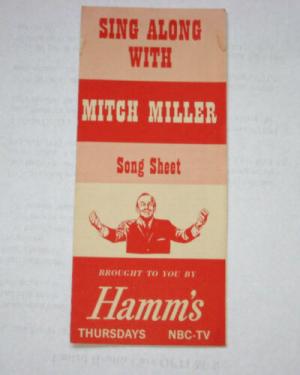 SING ALONG
WITH
MITCH MILLER
Song Sheet
BROUGHT TO YOU BY
Hamm's
THURSDAYS NBC-TV